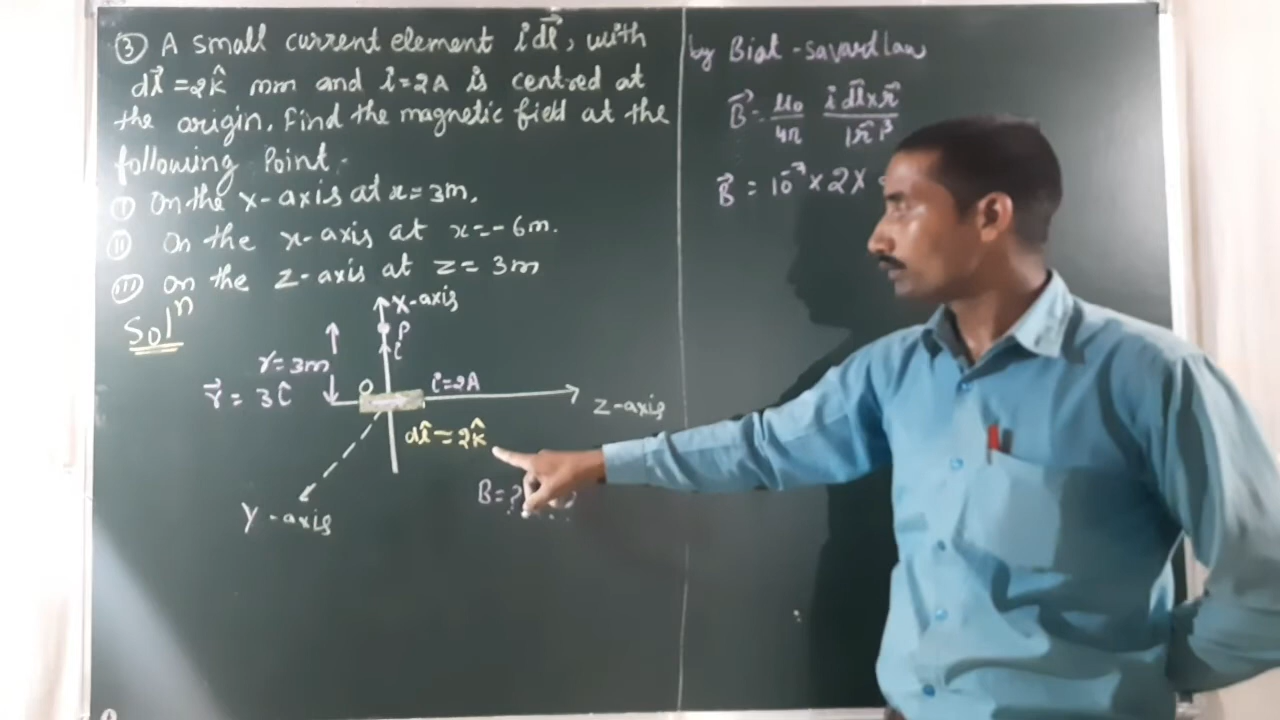 ③ A small current element i dl⃗, with
dl⃗ = 2k̂ mm and i=2A is centred at
the origin. Find the magnetic field at the
following Point.
ⓘ On the X-axis at x=3m.
ⓘⓘ On the x-axis at x=-6m.
ⓘⓘⓘ on the z-axis at z=3m
Solⁿ
X-axis
P
î
r=3m
r⃗ = 3î
O
i=2A
Z-axis
dl⃗ = 2k̂
B=?
Y-axis
by Biot-savard law
B⃗ = μ₀/4π i dl⃗×r⃗/|r⃗|³
B⃗ = 10⁻⁷×2×